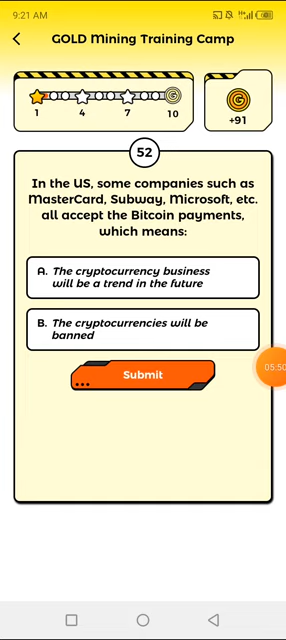 9:21 AM
GOLD Mining Training Camp
1 4 7 10
G
+91
52
In the US, some companies such as
MasterCard, Subway, Microsoft, etc.
all accept the Bitcoin payments,
which means:
A. The cryptocurrency business
will be a trend in the future
B. The cryptocurrencies will be
banned
Submit
05:50